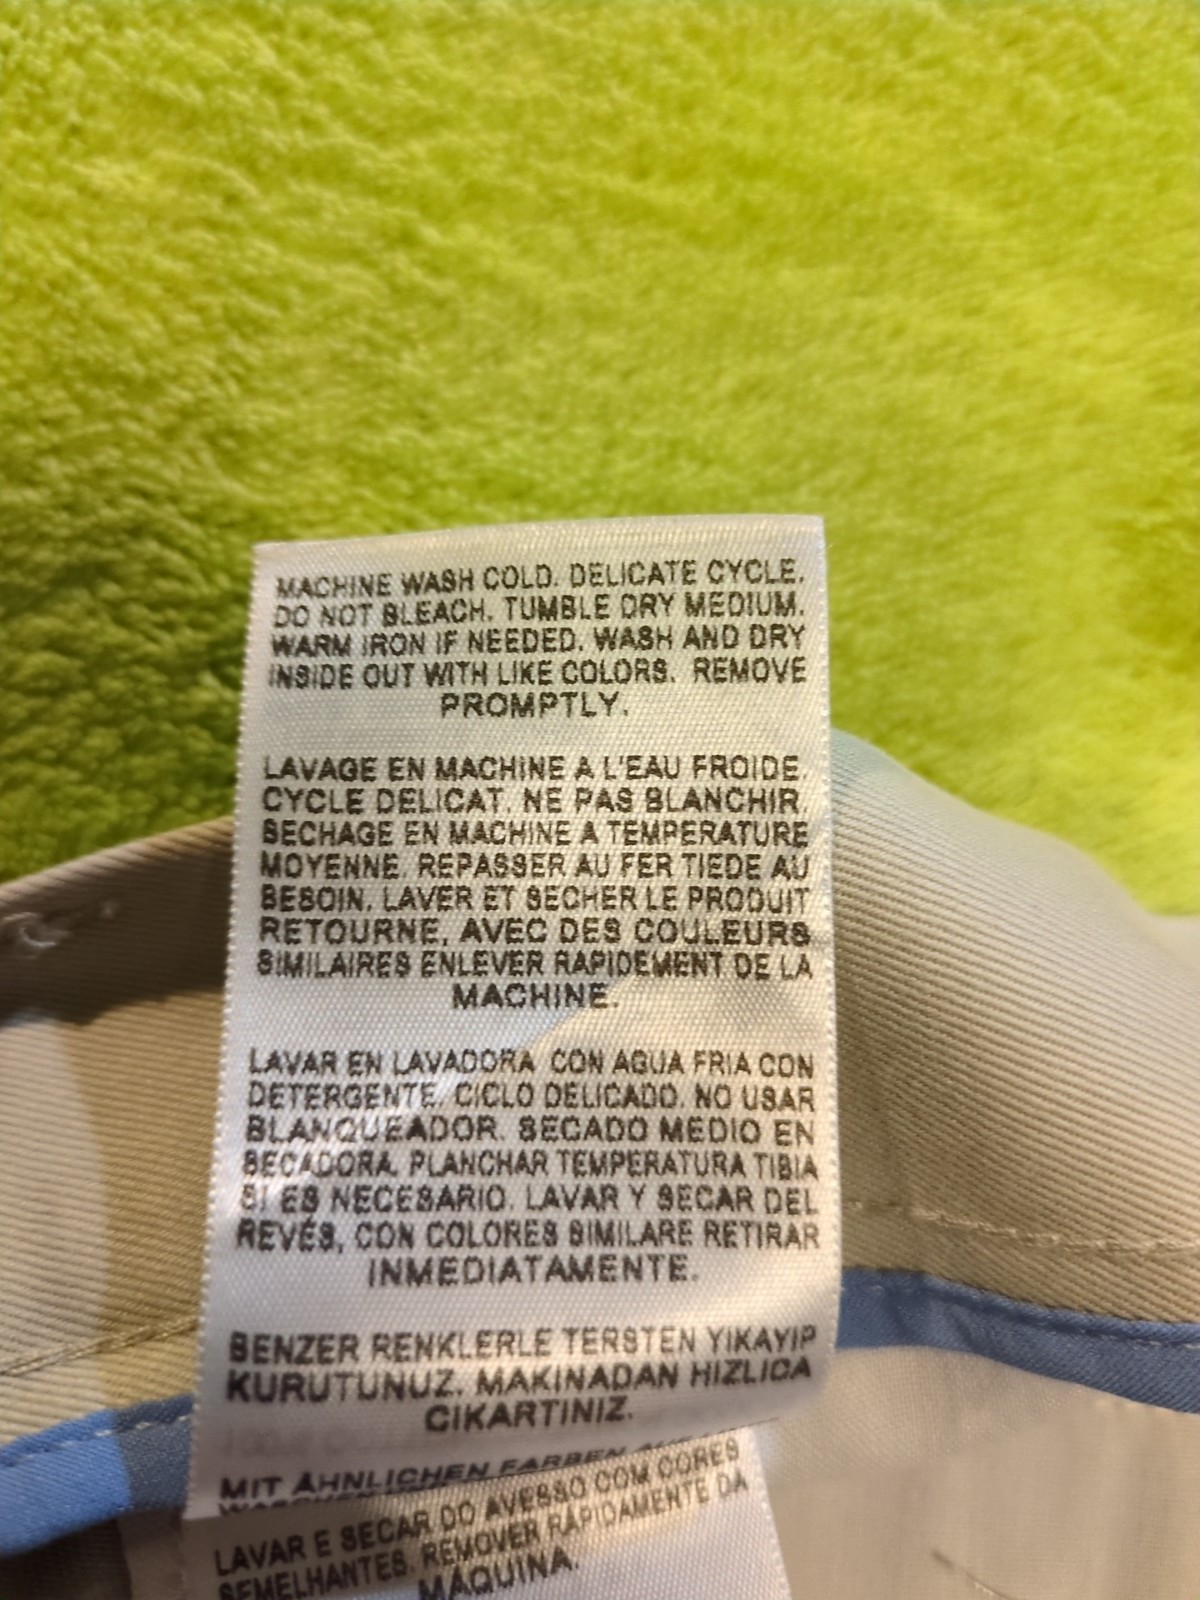 MACHINE WASH COLD. DELICATE CYCLE.
DO NOT BLEACH. TUMBLE DRY MEDIUM.
WARM IRON IF NEEDED. WASH AND DRY
INSIDE OUT WITH LIKE COLORS. REMOVE
PROMPTLY.
LAVAGE EN MACHINE A L'EAU FROIDE.
CYCLE DELICAT. NE PAS BLANCHIR.
SECHAGE EN MACHINE A TEMPERATURE
MOYENNE. REPASSER AU FER TIEDE AU
BESOIN. LAVER ET SECHER LE PRODUIT
RETOURNE, AVEC DES COULEURS
SIMILAIRES ENLEVER RAPIDEMENT DE LA
MACHINE.
LAVAR EN LAVADORA CON AGUA FRIA CON
DETERGENTE. CICLO DELICADO. NO USAR
BLANQUEADOR. SECADO MEDIO EN
SECADORA. PLANCHAR TEMPERATURA TIBIA
SI ES NECESARIO. LAVAR Y SECAR DEL
REVÉS, CON COLORES SIMILARE RETIRAR
INMEDIATAMENTE.
BENZER RENKLERLE TERSTEN YIKAYIP
KURUTUNUZ. MAKINADAN HIZLICA
CIKARTINIZ.
MIT ÄHNLICHEN FARBEN
LAVAR E SECAR DO AVESSO COM CORES
SEMELHANTES. REMOVER RÁPIDAMENTE DA
MÁQUINA.